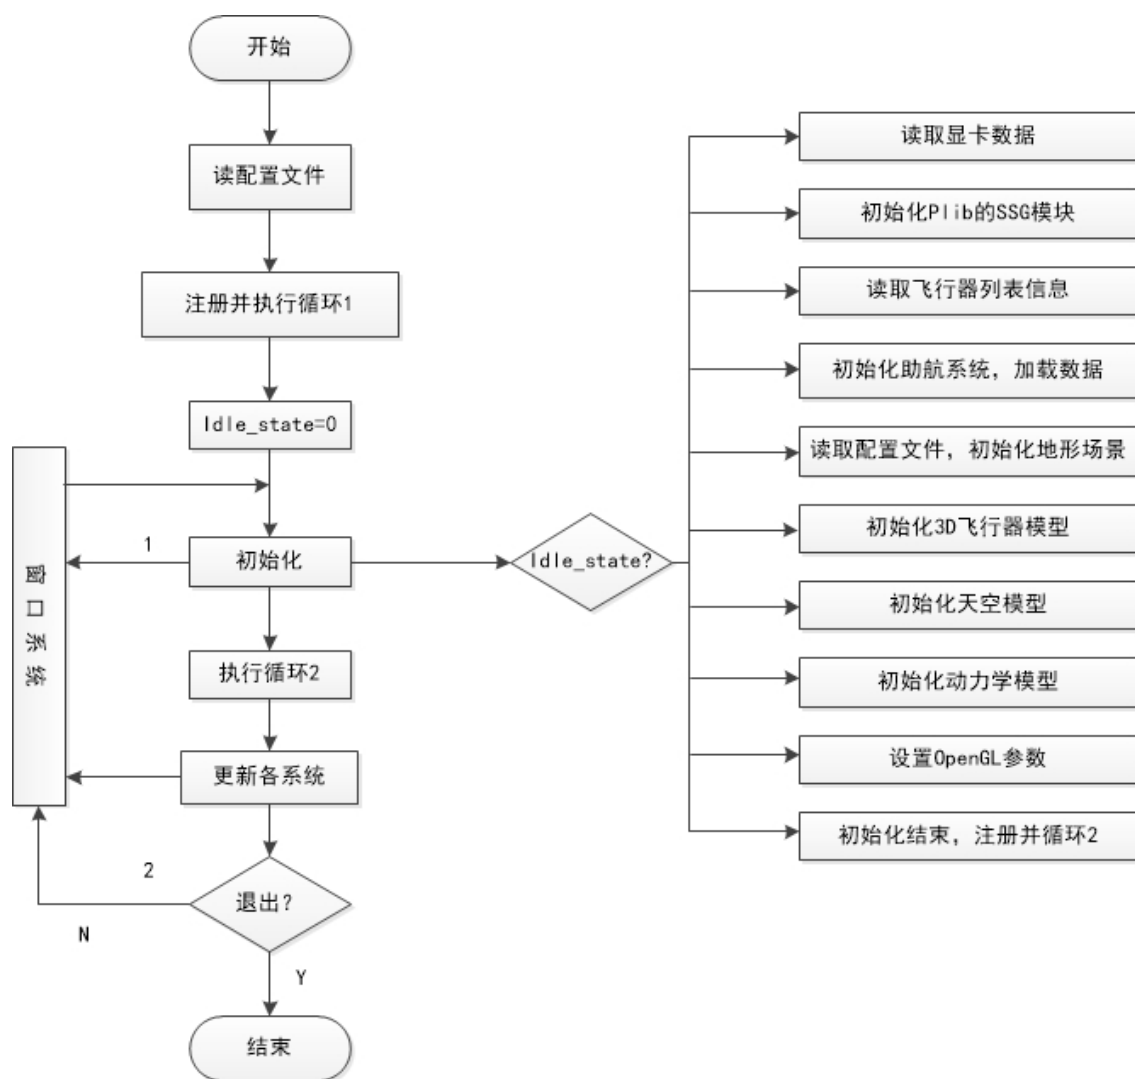 开始
读配置文件
注册并执行循环1
Idle_state=0
窗口系统
1
初始化
执行循环2
更新各系统
2
退出?
N
Y
结束
Idle_state?
读取显卡数据
初始化Plib的SSG模块
读取飞行器列表信息
初始化助航系统, 加载数据
读取配置文件, 初始化地形场景
初始化3D飞行器模型
初始化天空模型
初始化动力学模型
设置OpenGL参数
初始化结束, 注册并循环2